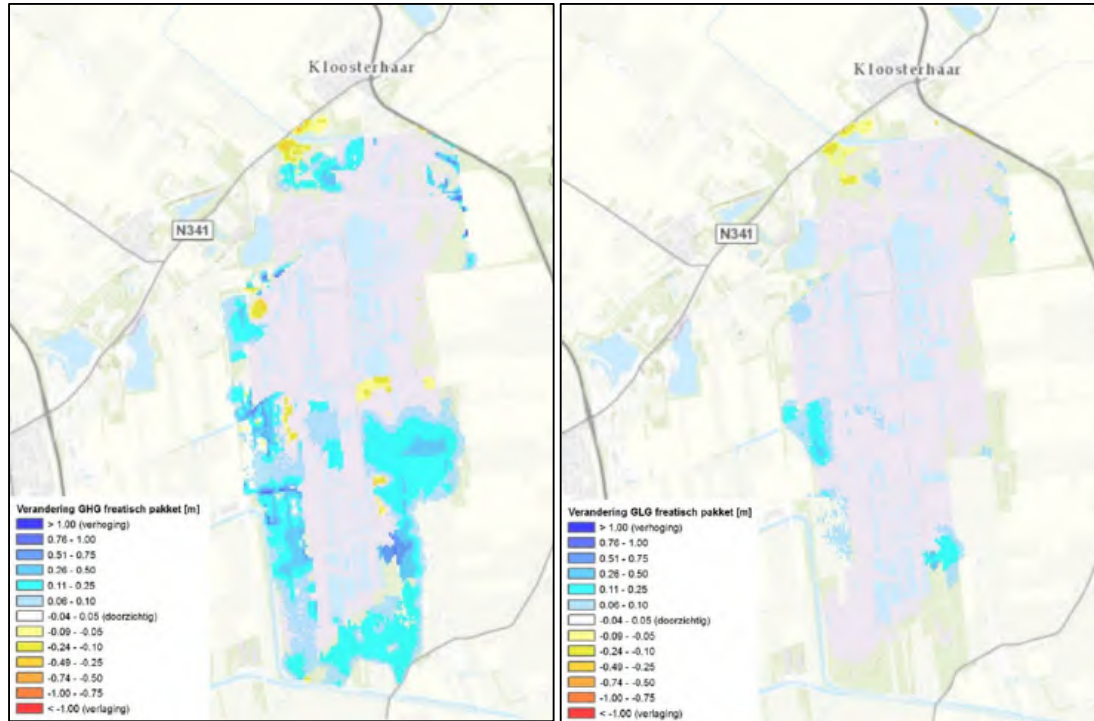 Kloosterhaar
N341
Verandering GHG freatisch pakket [m]
> 1.00 (verhoging)
0.76 - 1.00
0.51 - 0.75
0.26 - 0.50
0.11 - 0.25
0.06 - 0.10
-0.04 - 0.05 (doorzichtig)
-0.09 - -0.05
-0.24 - -0.10
-0.49 - -0.25
-0.74 - -0.50
-1.00 - -0.75
< -1.00 (verlaging)
Kloosterhaar
N341
Verandering GLG freatisch pakket [m]
> 1.00 (verhoging)
0.76 - 1.00
0.51 - 0.75
0.26 - 0.50
0.11 - 0.25
0.06 - 0.10
-0.04 - 0.05 (doorzichtig)
-0.09 - -0.05
-0.24 - -0.10
-0.49 - -0.25
-0.74 - -0.50
-1.00 - -0.75
< -1.00 (verlaging)